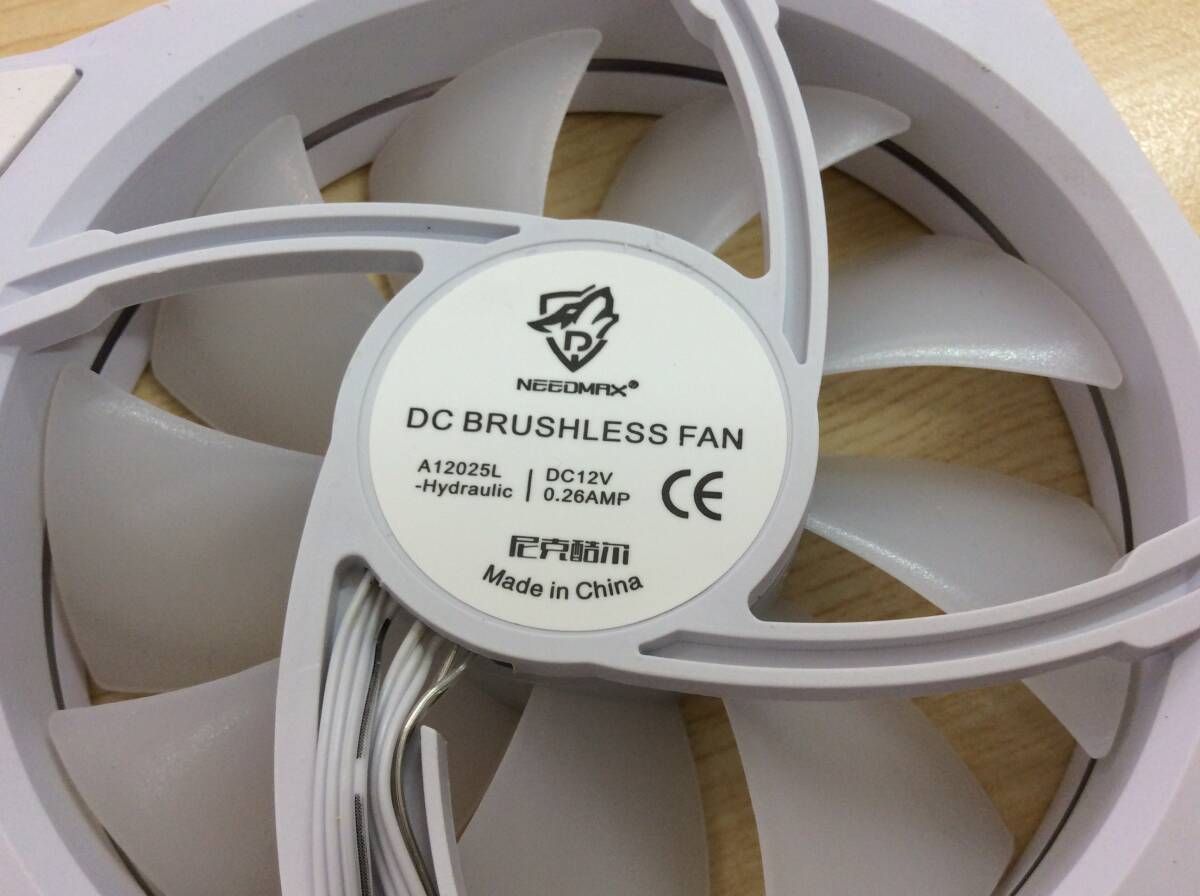 D
NEEDMAX®
DC BRUSHLESS FAN
A12025L
-Hydraulic
DC12V
0.26AMP
CE
尼克酷尔
Made in China